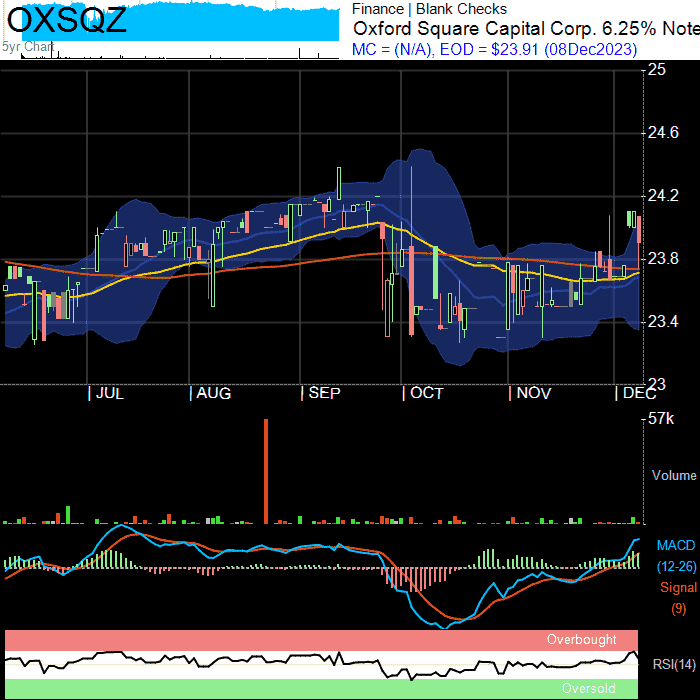 OXSQZ
5yr Chart
Finance | Blank Checks
Oxford Square Capital Corp. 6.25% Note
MC = (N/A), EOD = $23.91 (08Dec2023)
25
24.6
24.2
23.8
23.4
23
JUL AUG SEP OCT NOV DEC
57k
Volume
MACD
(12-26)
Signal
(9)
Overbought
RSI(14)
Oversold